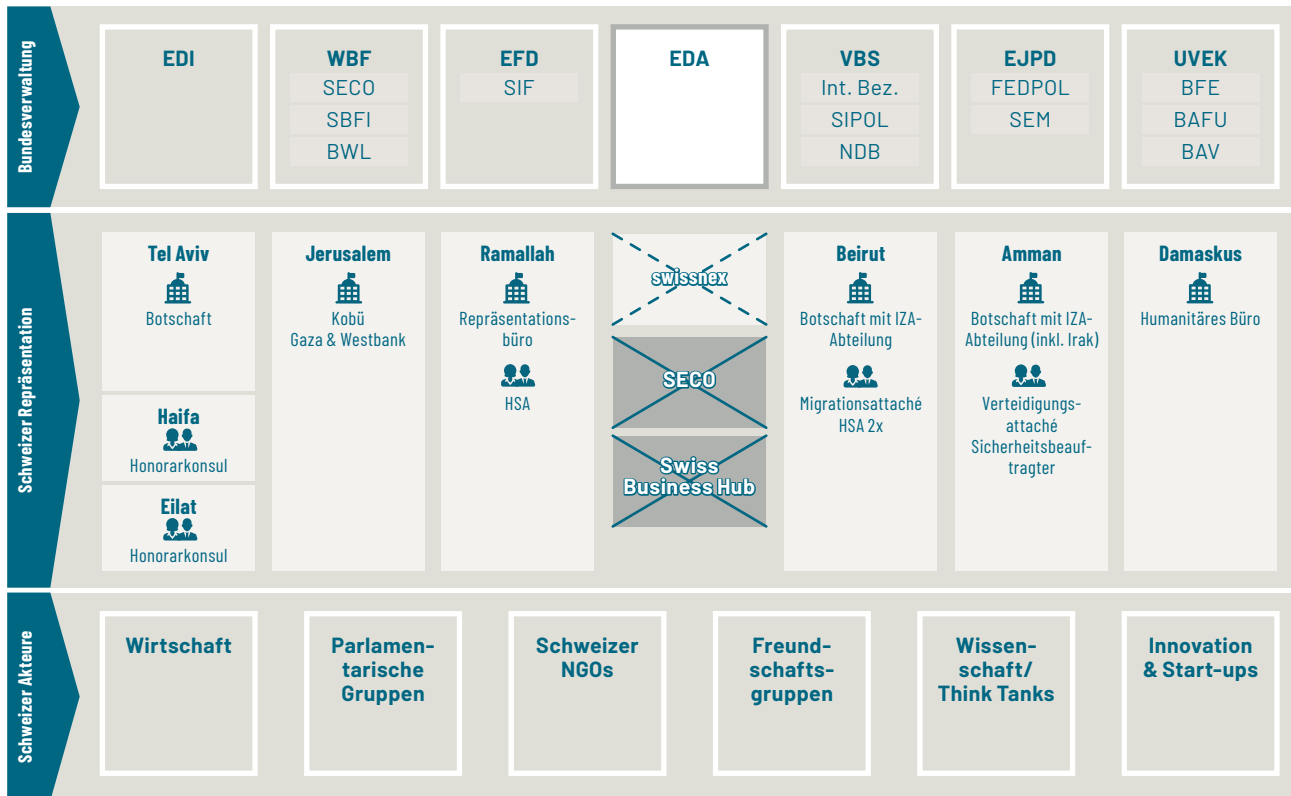 Bundesverwaltung
EDI
WBF
SECO
SBFI
BWL
EFD
SIF
EDA
VBS
Int. Bez.
SIPOL
NDB
EJPD
FEDPOL
SEM
UVEK
BFE
BAFU
BAV
Schweizer Repräsentation
Tel Aviv
Botschaft
Haifa
Honorarkonsul
Eilat
Honorarkonsul
Jerusalem
Kobü
Gaza & Westbank
Ramallah
Repräsentations-
büro
HSA
swissnex
SECO
Swiss
Business Hub
Beirut
Botschaft mit IZA-
Abteilung
Migrationsattaché
HSA 2x
Amman
Botschaft mit IZA-
Abteilung (inkl. Irak)
Verteidigungs-
attaché
Sicherheitsbeauf-
tragter
Damaskus
Humanitäres Büro
Schweizer Akteure
Wirtschaft
Parlamen-
tarische
Gruppen
Schweizer
NGOs
Freund-
schafts-
gruppen
Wissen-
schaft/
Think Tanks
Innovation
& Start-ups